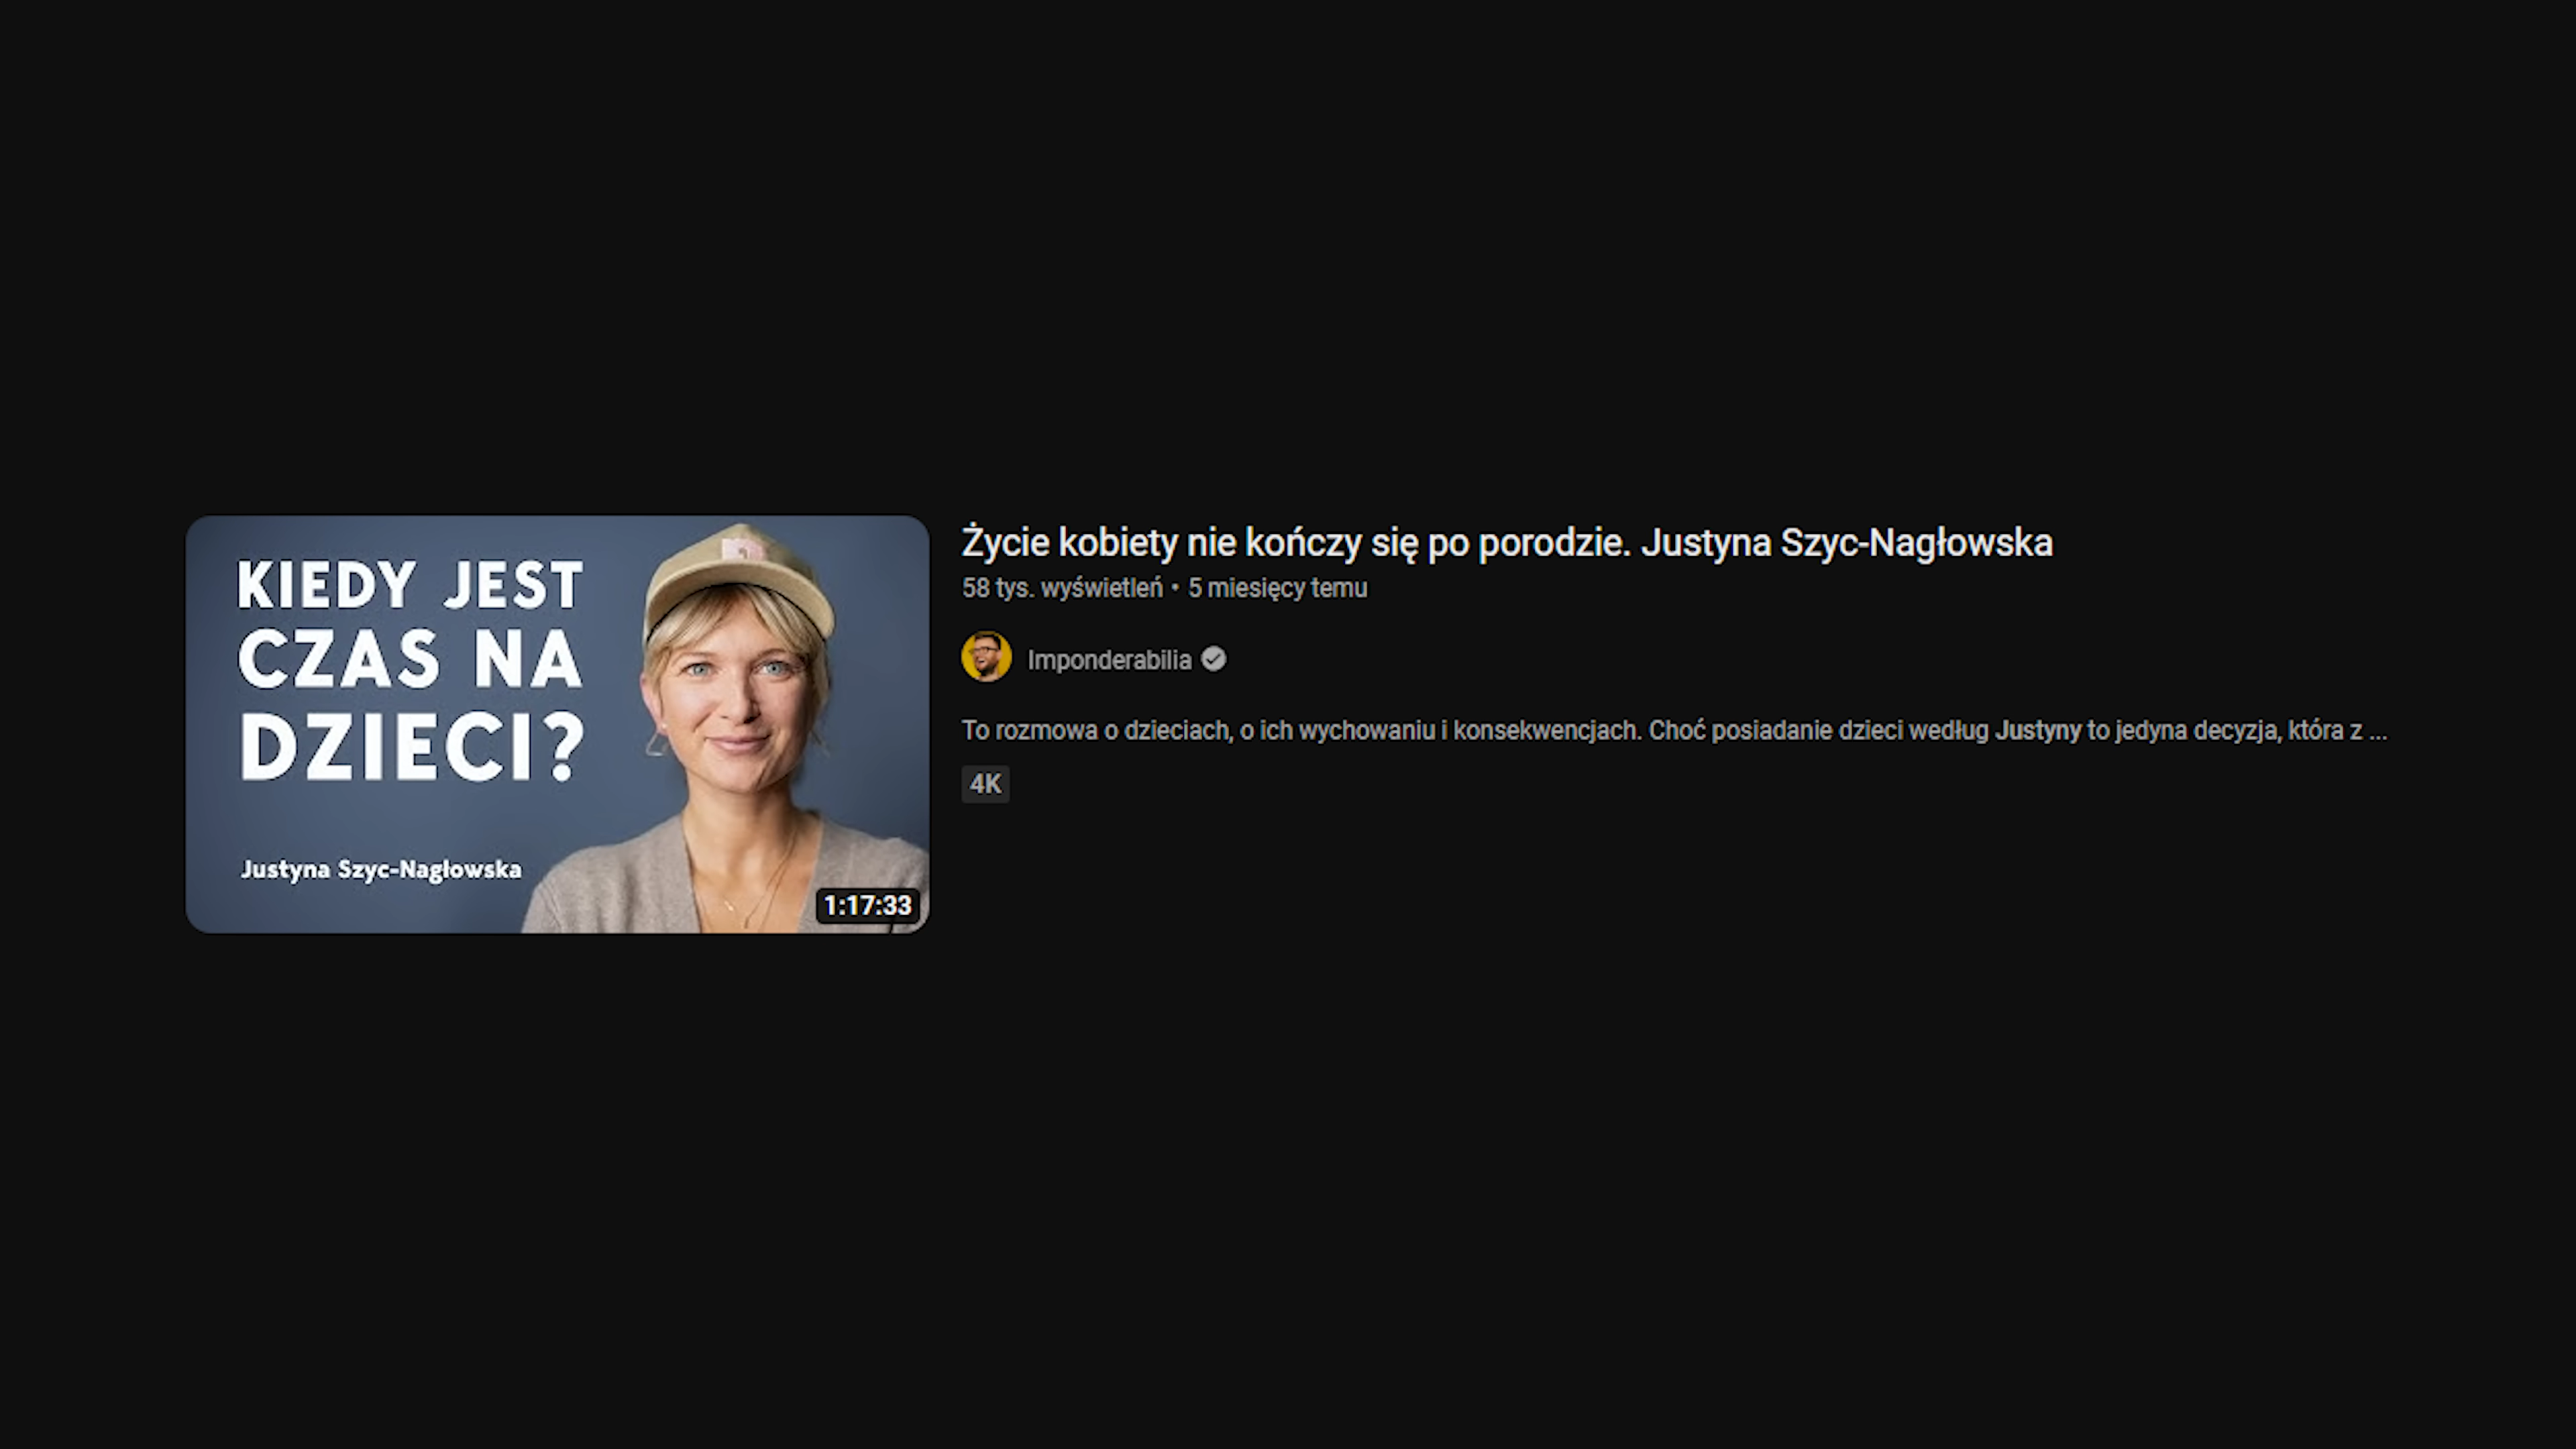 KIEDY JEST
CZAS NA
DZIECI?
Justyna Szyc-Nagłowska
1:17:33
Życie kobiety nie kończy się po porodzie. Justyna Szyc-Nagłowska
58 tys. wyświetleń • 5 miesięcy temu
Imponderabilia
To rozmowa o dzieciach, o ich wychowaniu i konsekwencjach. Choć posiadanie dzieci według Justyny to jedyna decyzja, która z ...
4K